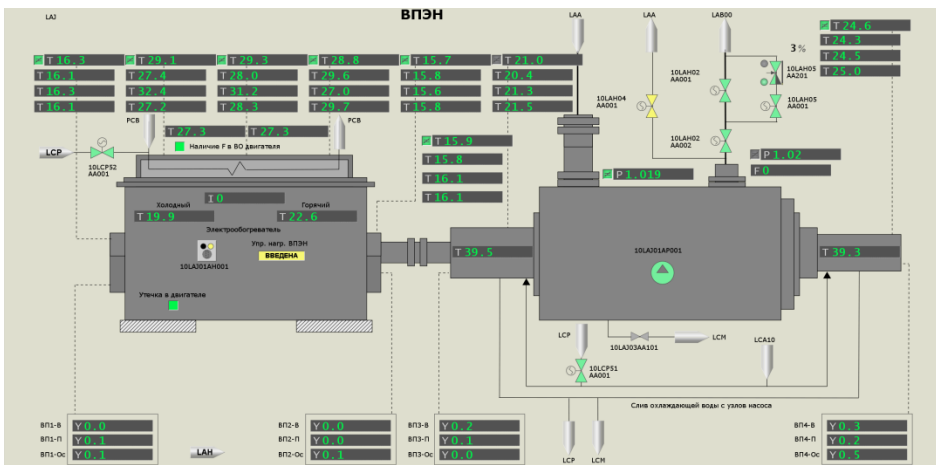 LAJ
ВПЭН
LAA
LAA
LAB00
T 16.3
T 29.1
T 29.3
T 28.8
T 15.7
T 21.0
T 24.6
T 16.1
T 27.4
T 28.0
T 29.6
T 15.8
T 20.4
T 24.3
T 16.3
T 32.4
T 31.2
T 27.0
T 15.6
T 21.3
T 24.5
T 16.1
T 27.2
T 28.3
T 29.7
T 15.8
T 21.5
T 25.0
3 %
10LAH05
AA201
10LAH02
AA001
10LAH04
AA001
10LAH05
AA001
10LAH02
AA002
РСВ
РСВ
T 27.3
T 27.3
Наличие F в ВО двигателя
LCP
10LCP52
AA001
T 15.9
T 15.8
T 16.1
T 16.1
P 1.019
P 1.02
F 0
I 0
Холодный
Горячий
T 19.9
T 22.6
Электрообогреватель
Упр. нагр. ВПЭН
ВВЕДЕНА
10LAJ01AH001
Утечка в двигателе
T 39.5
10LAJ01AP001
T 39.3
10LAJ03AA101
LCM
LCP
LCA10
10LCP51
AA001
Слив охлаждающей воды с узлов насоса
ВП1-В
Y 0.0
ВП1-П
Y 0.1
ВП1-Ос
Y 0.1
LAH
ВП2-В
Y 0.0
ВП2-П
Y 0.0
ВП2-Ос
Y 0.1
ВП3-В
Y 0.2
ВП3-П
Y 0.1
ВП3-Ос
Y 0.0
LCP
LCM
ВП4-В
Y 0.3
ВП4-П
Y 0.2
ВП4-Ос
Y 0.5